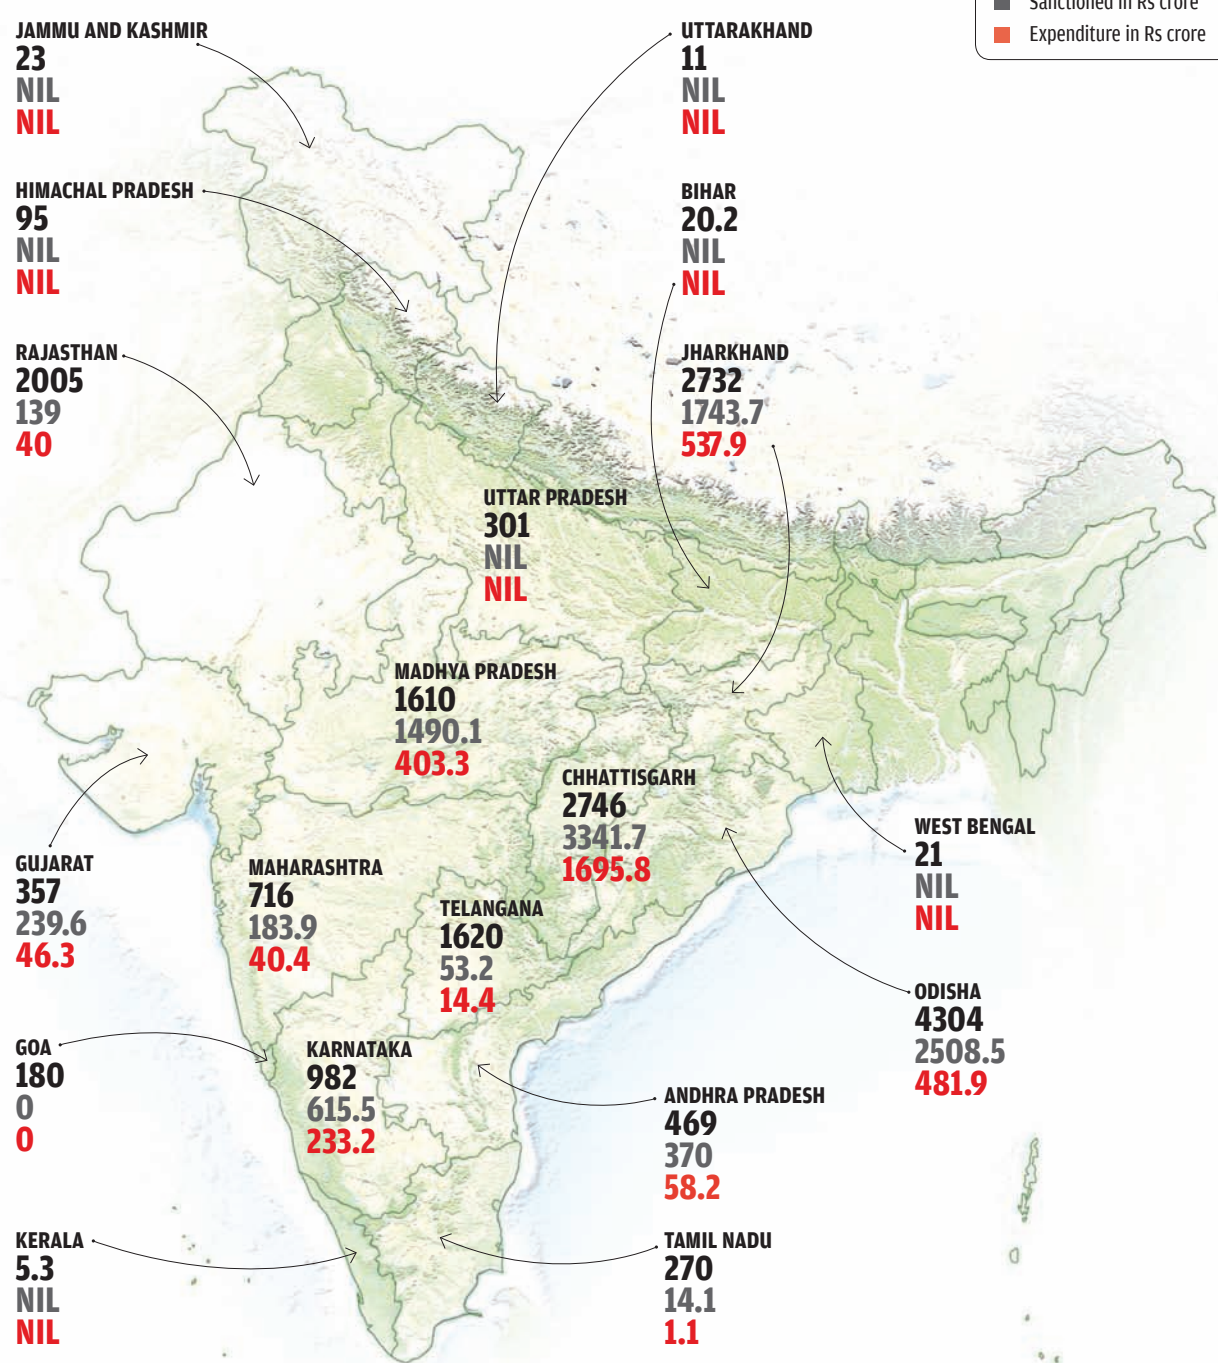 Sanctioned in Rs crore
Expenditure in Rs crore
JAMMU AND KASHMIR
23
NIL
NIL
UTTARAKHAND
11
NIL
NIL
HIMACHAL PRADESH
95
NIL
NIL
BIHAR
20.2
NIL
NIL
RAJASTHAN
2005
139
40
JHARKHAND
2732
1743.7
537.9
UTTAR PRADESH
301
NIL
NIL
MADHYA PRADESH
1610
1490.1
403.3
CHHATTISGARH
2746
3341.7
1695.8
WEST BENGAL
21
NIL
NIL
GUJARAT
357
239.6
46.3
MAHARASHTRA
716
183.9
40.4
TELANGANA
1620
53.2
14.4
ODISHA
4304
2508.5
481.9
GOA
180
0
0
KARNATAKA
982
615.5
233.2
ANDHRA PRADESH
469
370
58.2
KERALA
5.3
NIL
NIL
TAMIL NADU
270
14.1
1.1